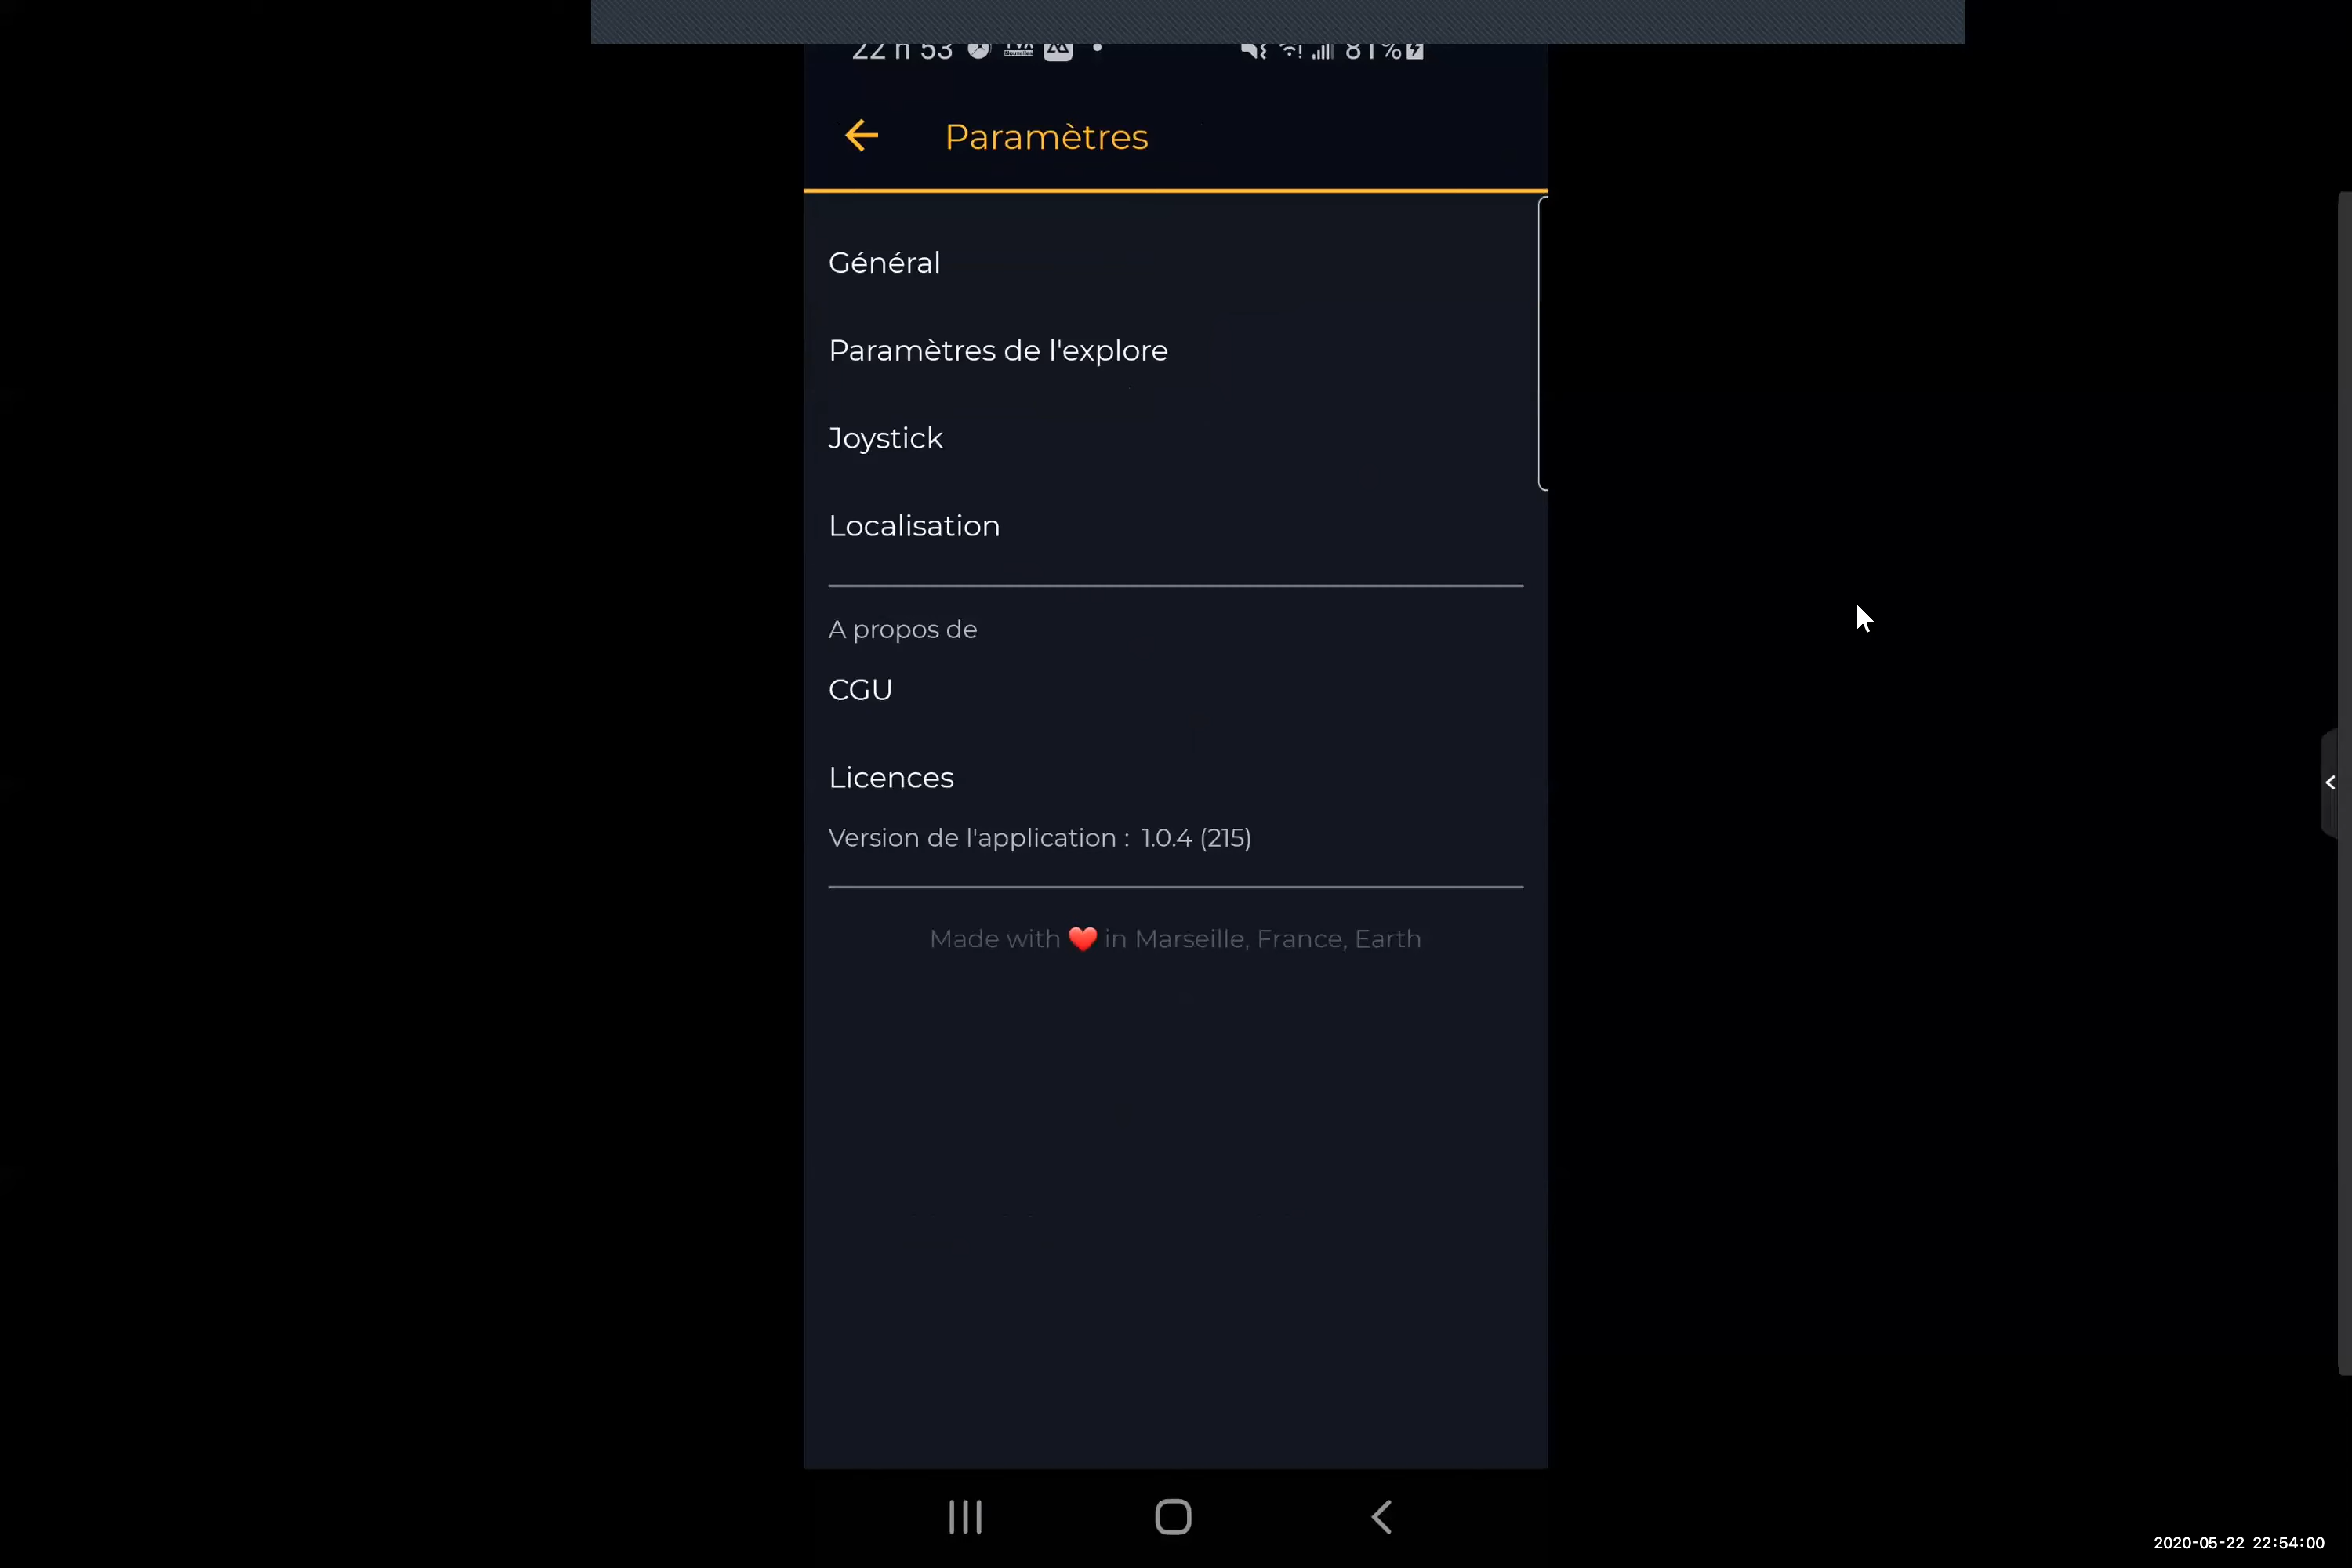 22 h 53 81%
Paramètres
Général
Paramètres de l'explore
Joystick
Localisation
A propos de
CGU
Licences
Version de l'application : 1.0.4 (215)
Made with ❤️ in Marseille, France, Earth
2020-05-22 22:54:00